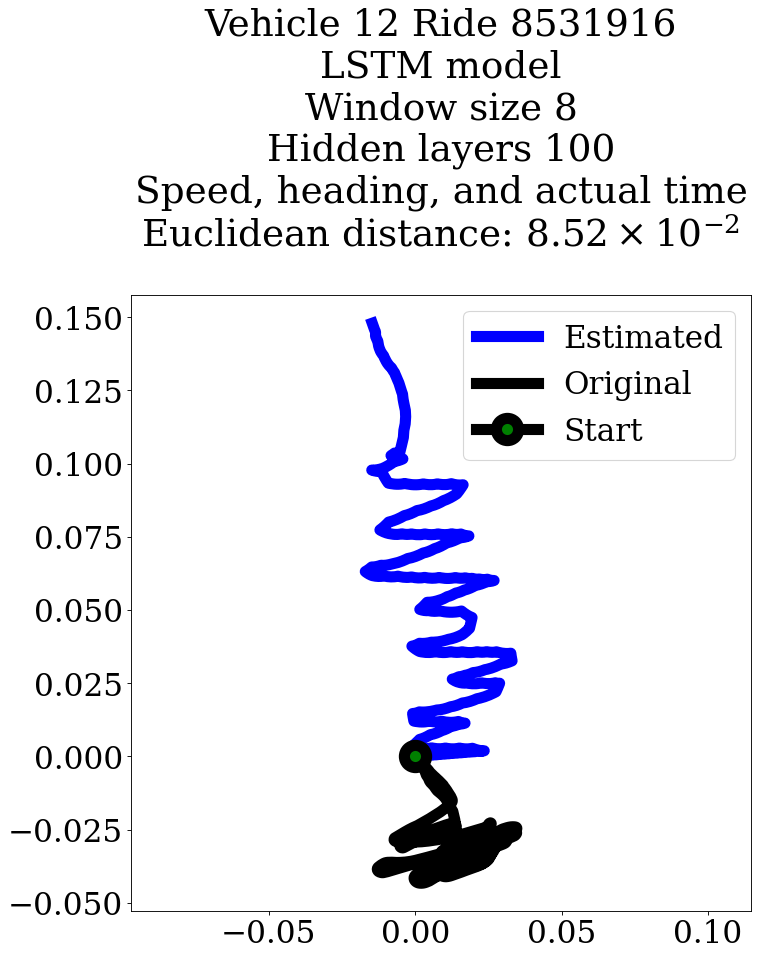 Vehicle 12 Ride 8531916
LSTM model
Window size 8
Hidden layers 100
Speed, heading, and actual time
Euclidean distance: 8.52 × 10⁻²
Estimated
Original
Start
0.150
0.125
0.100
0.075
0.050
0.025
0.000
−0.025
−0.050
−0.05
0.00
0.05
0.10